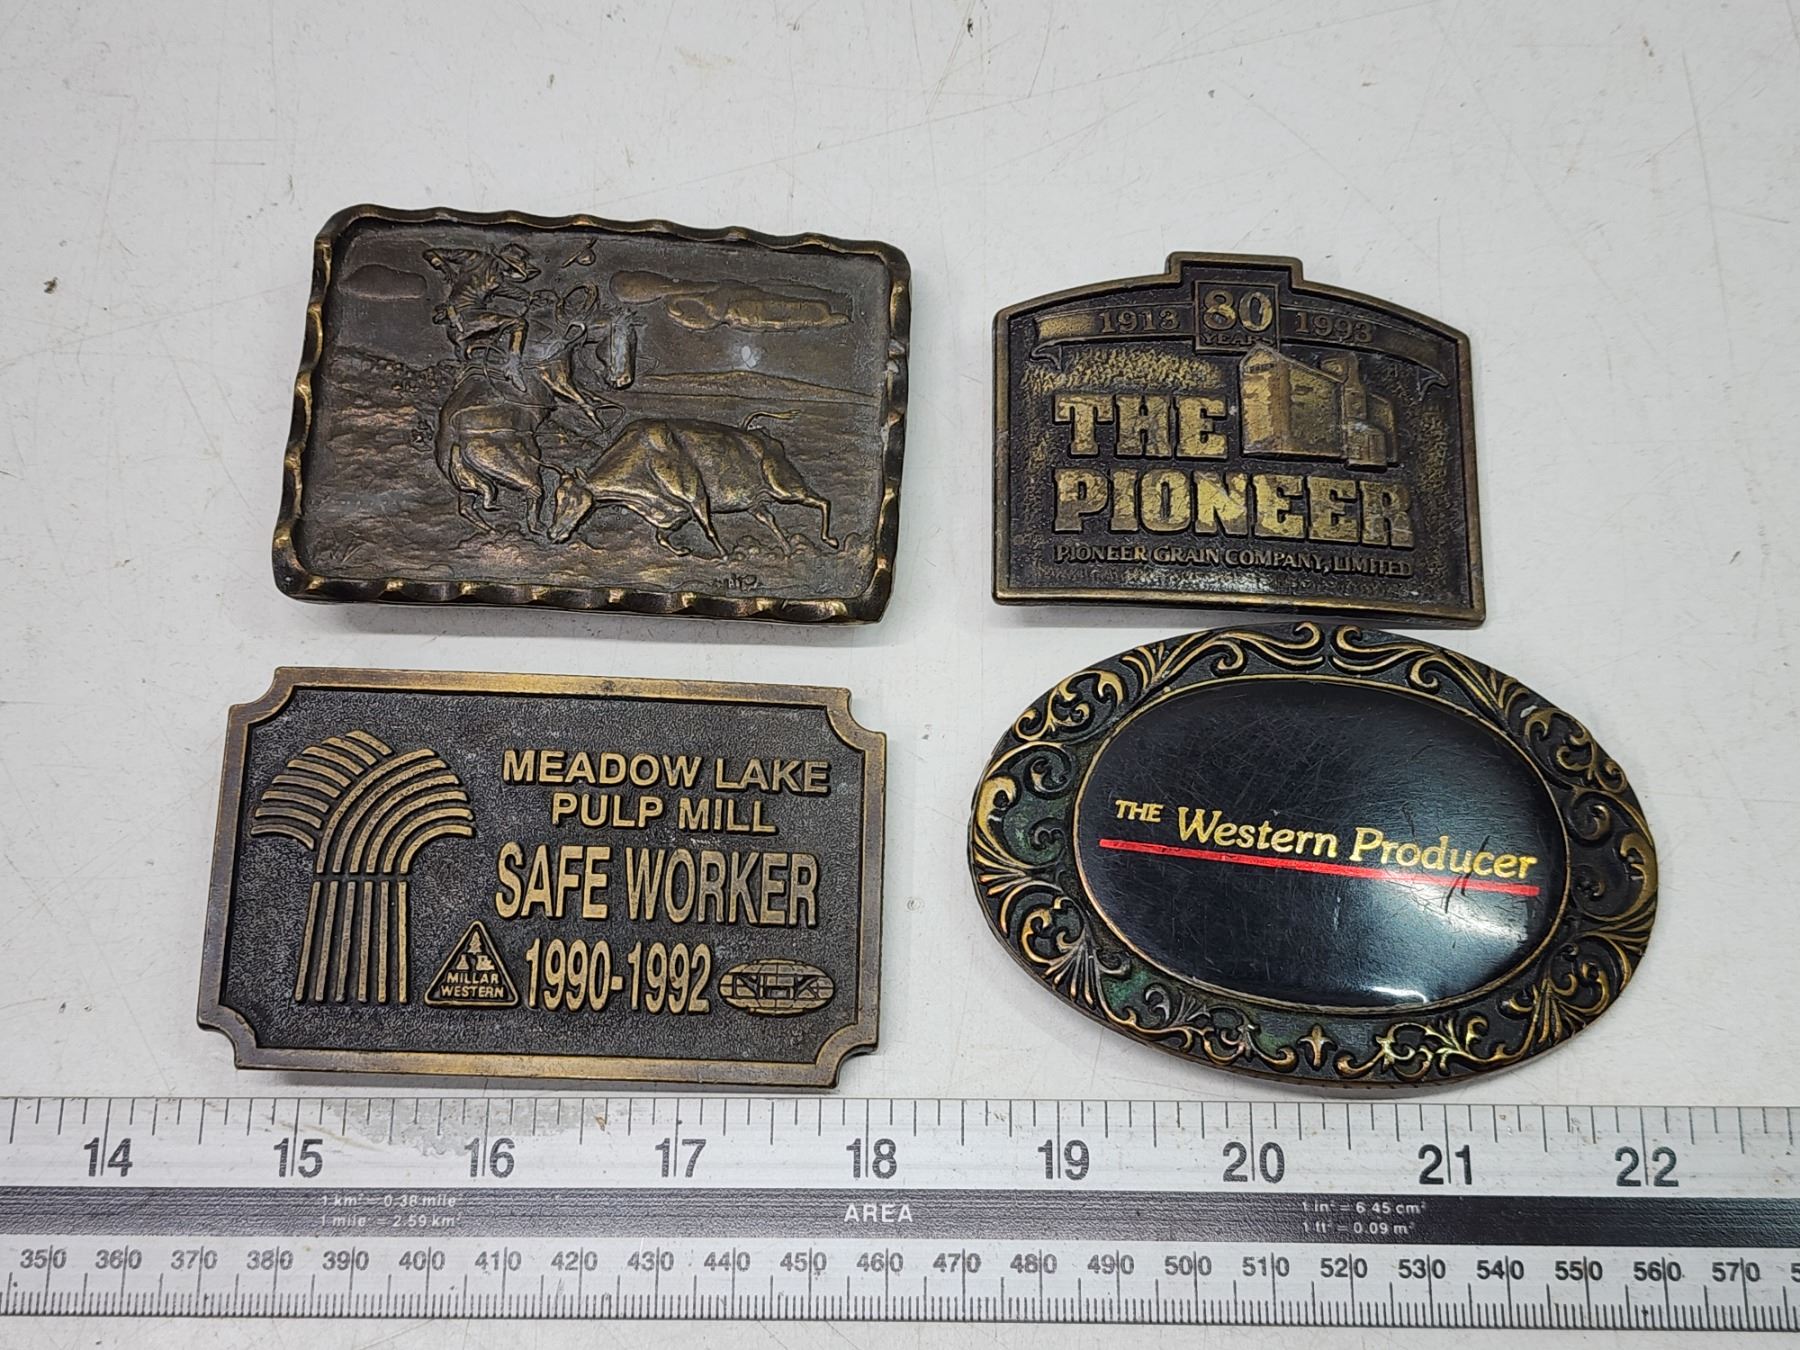 1913 80 1993
YEARS
THE
PIONEER
PIONEER GRAIN COMPANY, LIMITED
MEADOW LAKE
PULP MILL
SAFE WORKER
1990-1992
MILLAR
WESTERN
THE Western Producer
14 15 16 17 18 19 20 21 22
1 km² = 0.38 mile²
1 mile² = 2.59 km²
AREA
1 in² = 6.45 cm²
1 ft² = 0.09 m²
350 360 370 380 390 400 410 420 430 440 450 460 470 480 490 500 510 520 530 540 550 560 570